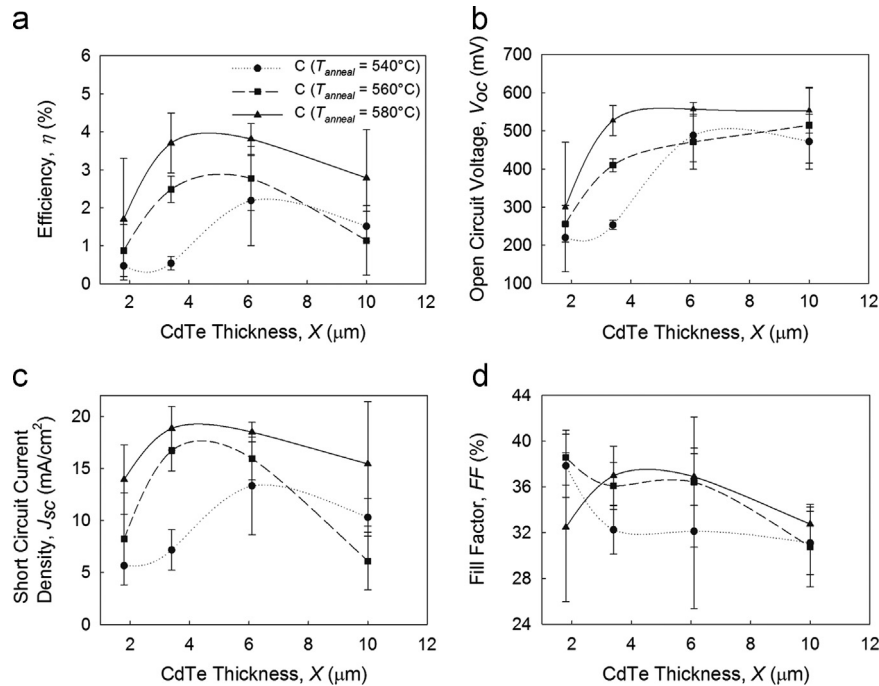 a
Efficiency, η (%)
6
5
4
3
2
1
0
C (Tanneal = 540°C)
C (Tanneal = 560°C)
C (Tanneal = 580°C)
2 4 6 8 10 12
CdTe Thickness, X (μm)
b
Open Circuit Voltage, VOC (mV)
700
600
500
400
300
200
100
2 4 6 8 10 12
CdTe Thickness, X (μm)
c
Short Circuit Current
Density, JSC (mA/cm²)
20
15
10
5
0
2 4 6 8 10 12
CdTe Thickness, X (μm)
d
Fill Factor, FF (%)
44
40
36
32
28
24
0 2 4 6 8 10 12
CdTe Thickness, X (μm)